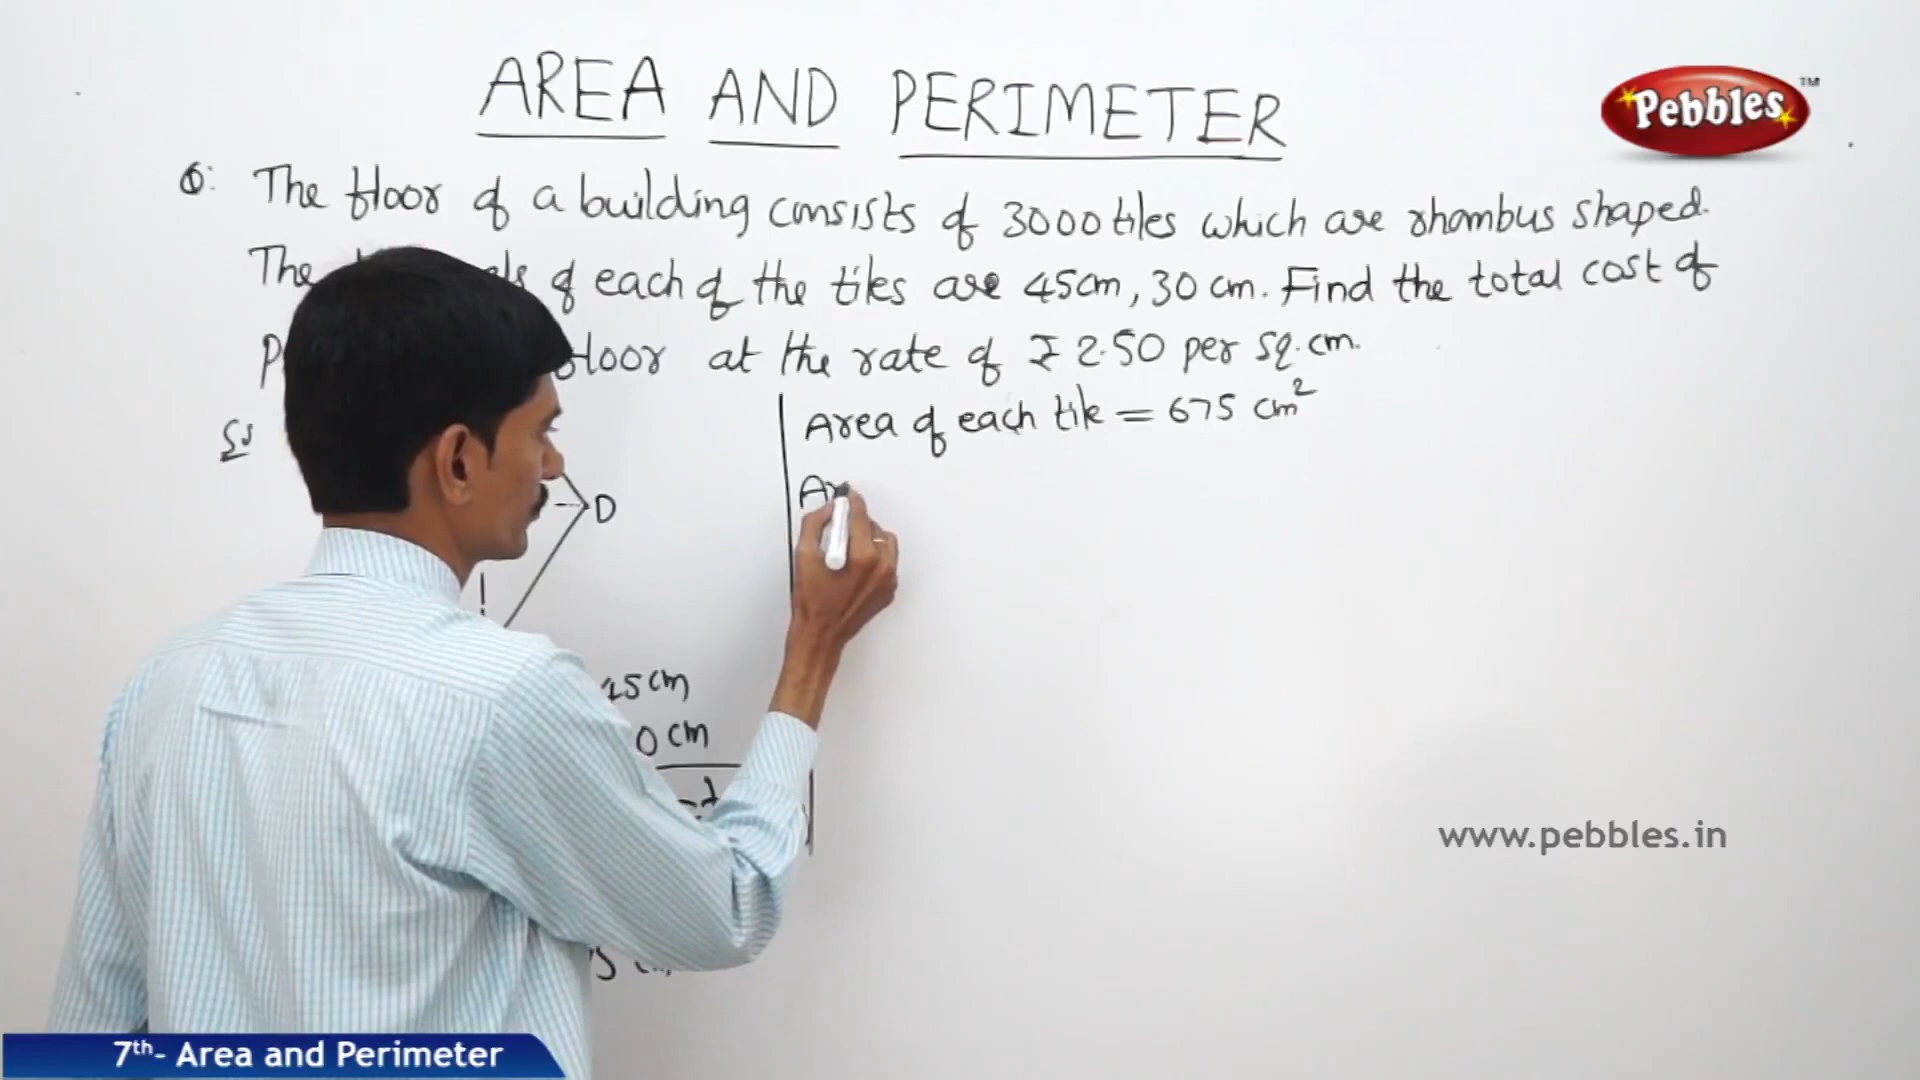 AREA AND PERIMETER
Pebbles TM
Q: The floor of a building consists of 3000 tiles which are rhombus shaped.
The of each of the tiles are 45cm, 30 cm. Find the total cost of
floor at the rate of ₹ 2.50 per sq.cm.
Area of each tile = 675 cm²
Ar
D
cm
0 cm
www.pebbles.in
7th- Area and Perimeter